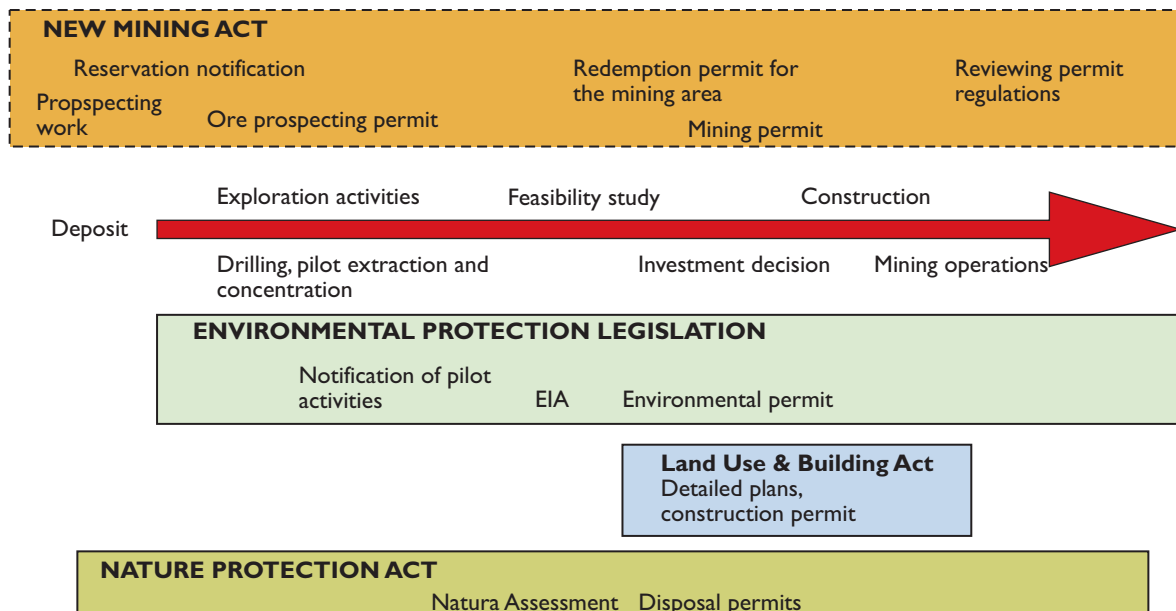 NEW MINING ACT
Reservation notification
Propspecting
work
Ore prospecting permit
Redemption permit for
the mining area
Mining permit
Reviewing permit
regulations
Deposit
Exploration activities
Feasibility study
Construction
Drilling, pilot extraction and
concentration
Investment decision
Mining operations
ENVIRONMENTAL PROTECTION LEGISLATION
Notification of pilot
activities
EIA
Environmental permit
Land Use & Building Act
Detailed plans,
construction permit
NATURE PROTECTION ACT
Natura Assessment
Disposal permits